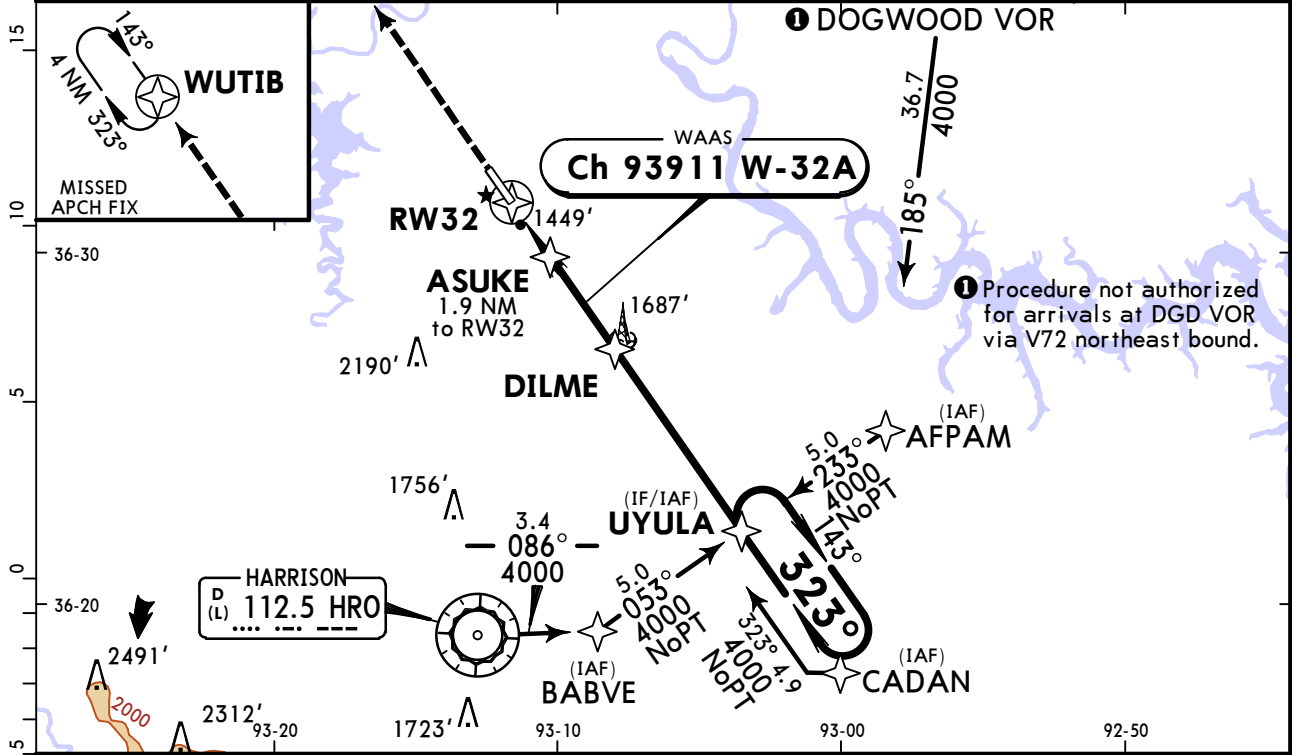 15
10
5
0
5
143°
4 NM 323°
WUTIB
MISSED
APCH FIX
❶ DOGWOOD VOR
36.7
4000
185°
❶ Procedure not authorized
for arrivals at DGD VOR
via V72 northeast bound.
WAAS
Ch 93911 W-32A
RW32
1449'
36-30
ASUKE
1.9 NM
to RW32
1687'
2190'
DILME
(IAF)
AFPAM
5.0
233°
4000
NoPT
1756'
(IF/IAF)
UYULA
143°
323°
3.4
086°
4000
HARRISON
D
(L) 112.5 HRO
36-20
5.0
053°
4000
NoPT
(IAF)
BABVE
323° 4.9
4000
NoPT
(IAF)
CADAN
2491'
2000
2312'
1723'
93-20
93-10
93-00
92-50